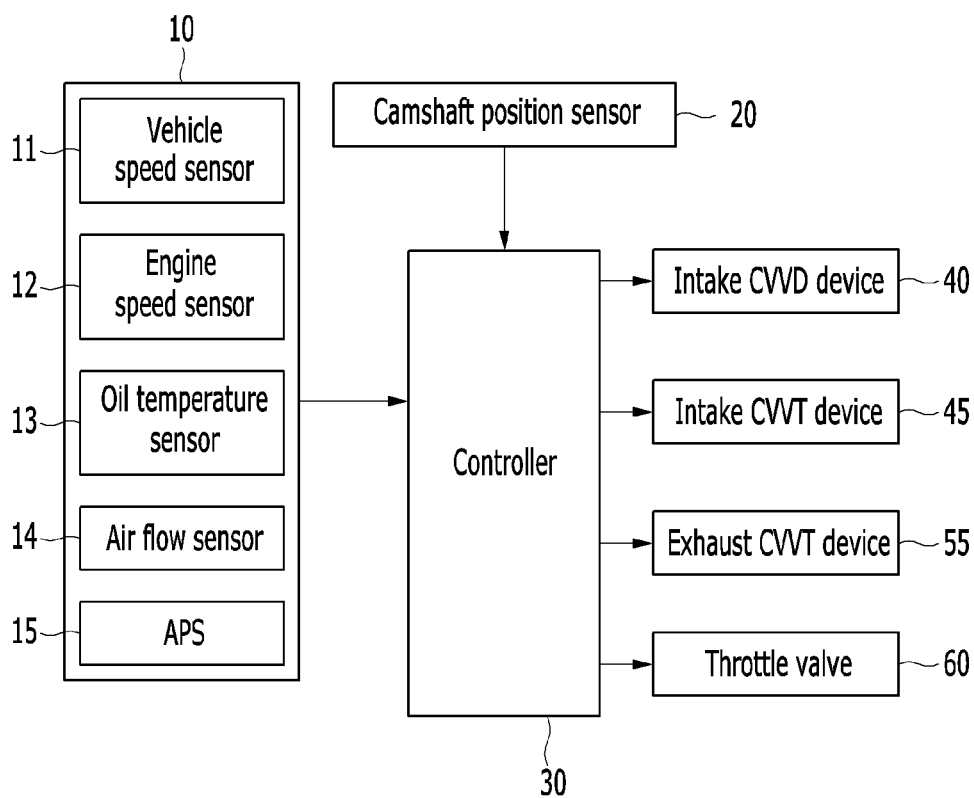 10
Vehicle
speed sensor
11
Engine
speed sensor
12
Oil temperature
sensor
13
Air flow sensor
14
APS
15
Camshaft position sensor
20
Controller
30
Intake CVVD device
40
Intake CVVT device
45
Exhaust CVVT device
55
Throttle valve
60